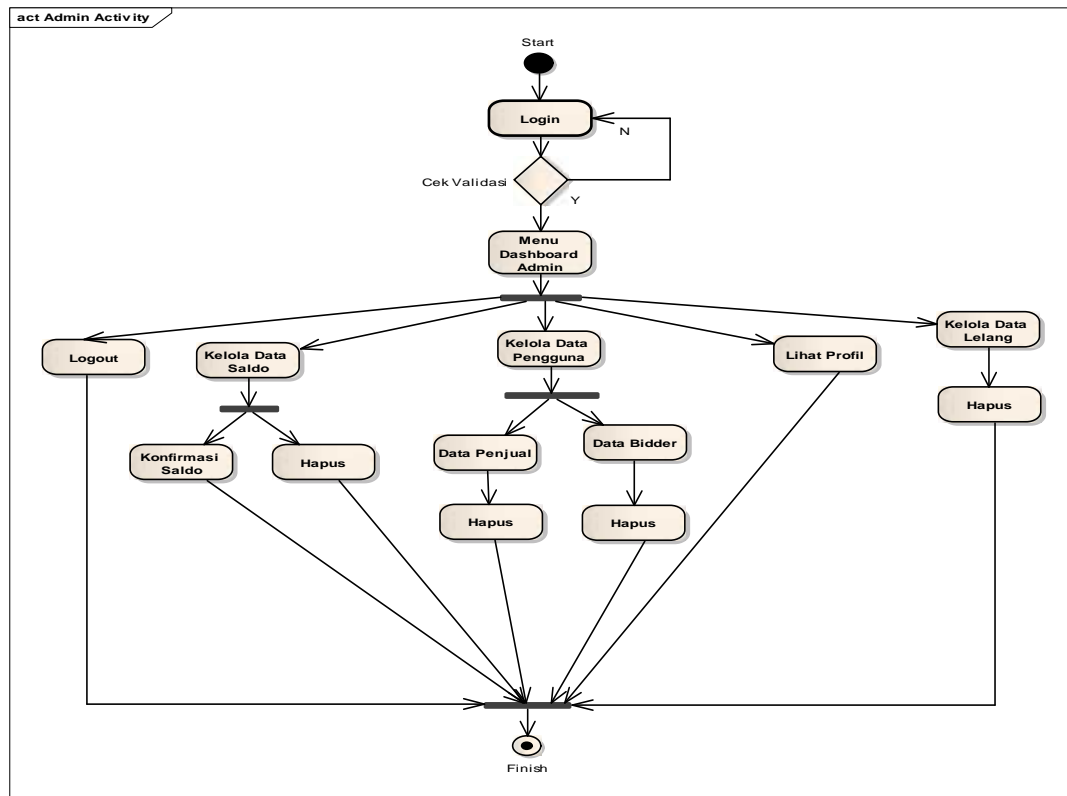 act Admin Activity
Start
Login
N
Cek Validasi
Y
Menu
Dashboard
Admin
Logout
Kelola Data
Saldo
Kelola Data
Pengguna
Lihat Profil
Kelola Data
Lelang
Hapus
Konfirmasi
Saldo
Hapus
Data Penjual
Data Bidder
Hapus
Hapus
Finish